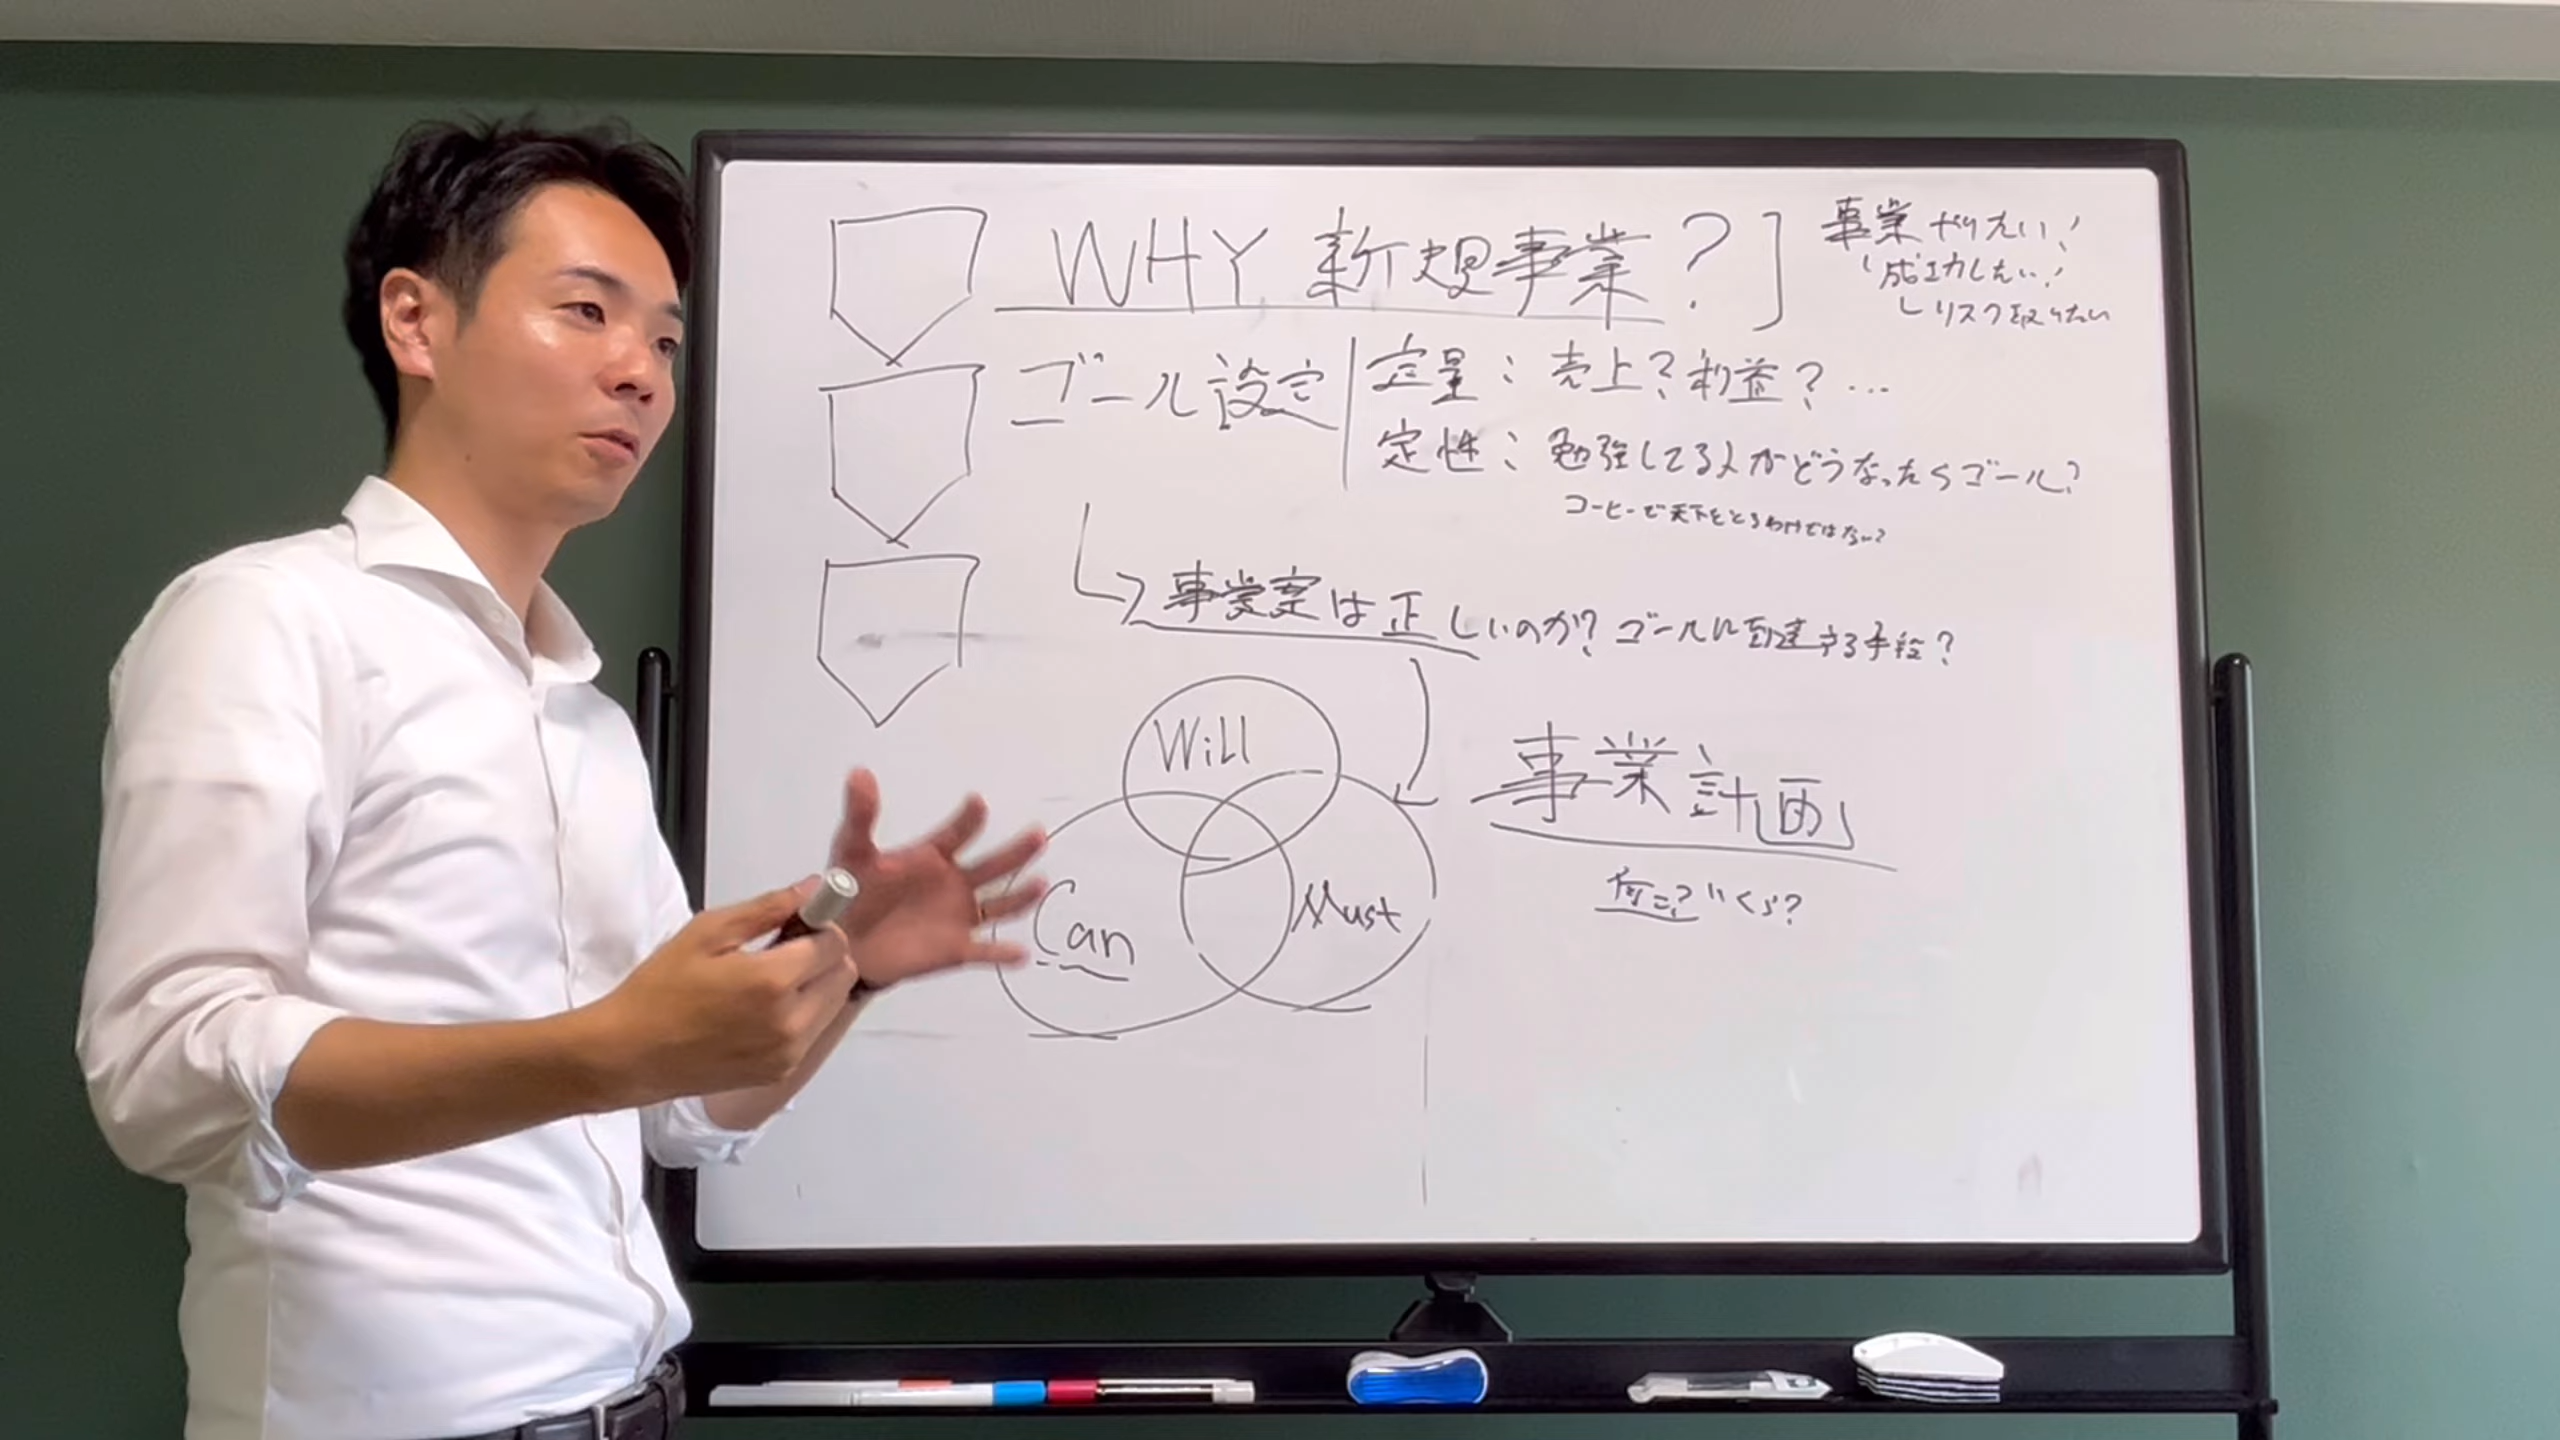 WHY 新規事業?
事業やりたい!
成功したい!
リスク取りたい
ゴール設定
定量:売上?利益?…
定性:勉強してる人がどうなったらゴール?
コーヒーで天下をとるわけではない?
事業案は正しいのか?ゴールに到達する手段?
Will
Can
Must
事業計画
何に?いくら?